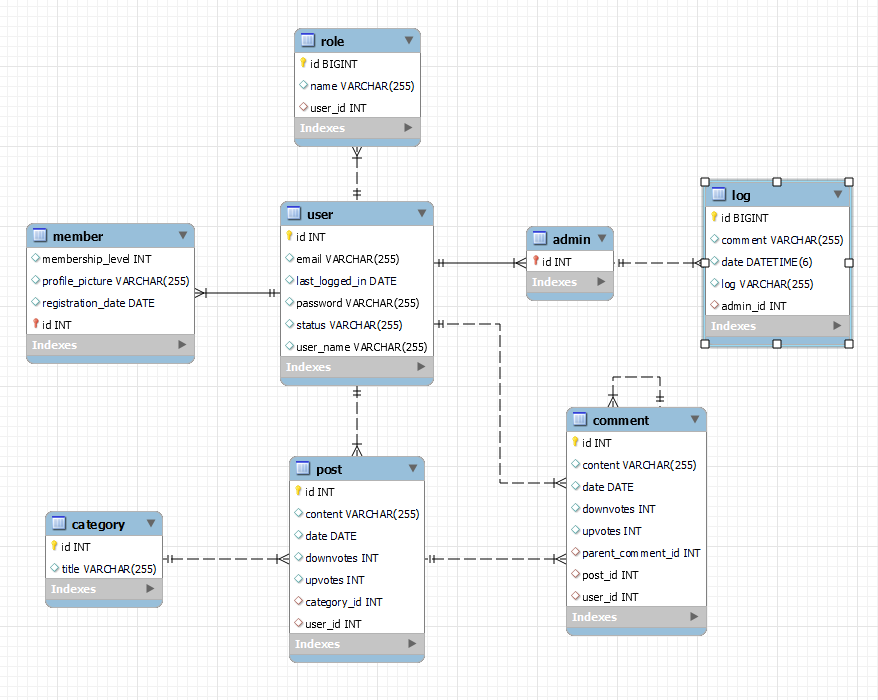 role
id BIGINT
name VARCHAR(255)
user_id INT
Indexes
user
id INT
email VARCHAR(255)
last_logged_in DATE
password VARCHAR(255)
status VARCHAR(255)
user_name VARCHAR(255)
Indexes
member
membership_level INT
profile_picture VARCHAR(255)
registration_date DATE
id INT
Indexes
admin
id INT
Indexes
log
id BIGINT
comment VARCHAR(255)
date DATETIME(6)
log VARCHAR(255)
admin_id INT
Indexes
post
id INT
content VARCHAR(255)
date DATE
downvotes INT
upvotes INT
category_id INT
user_id INT
Indexes
category
id INT
title VARCHAR(255)
Indexes
comment
id INT
content VARCHAR(255)
date DATE
downvotes INT
upvotes INT
parent_comment_id INT
post_id INT
user_id INT
Indexes